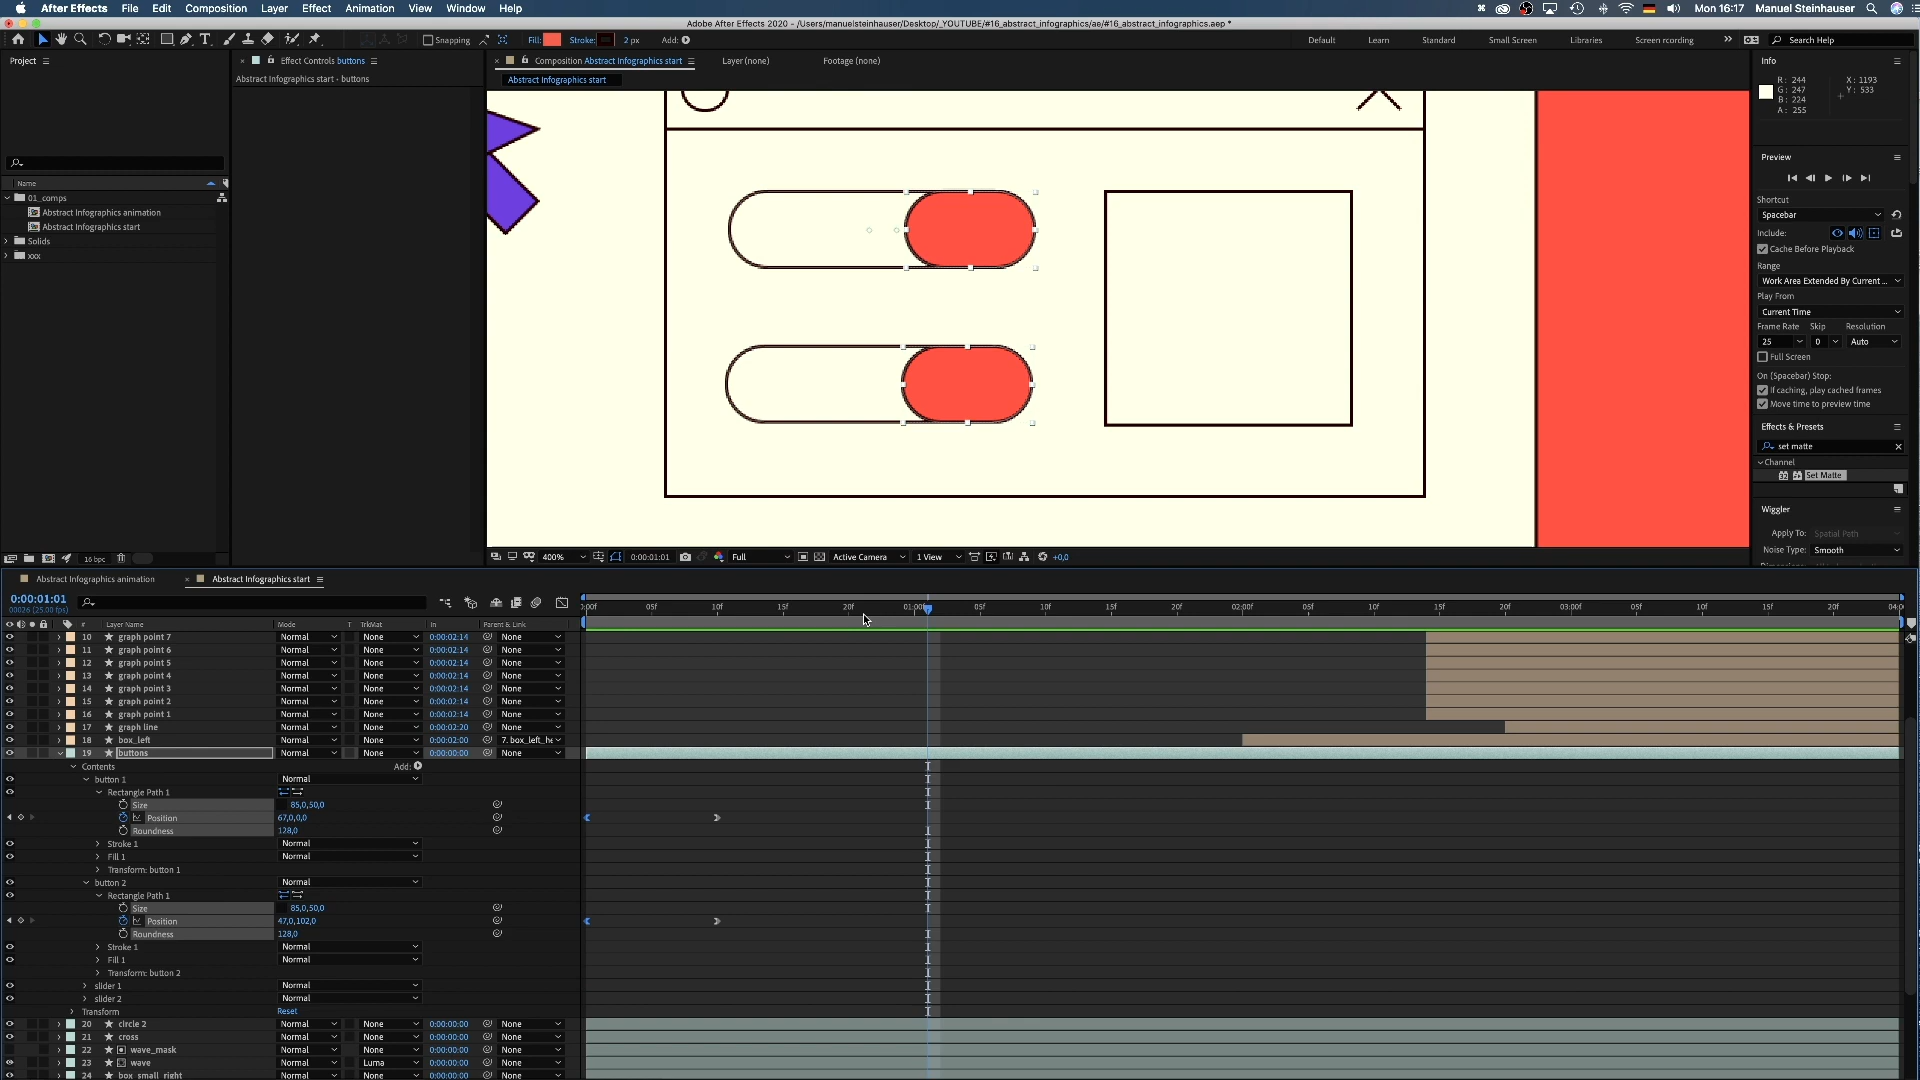 After Effects File Edit Composition Layer Effect Animation View Window Help Mon 16:17 Manuel Steinhauser
Adobe After Effects 2020 - /Users/manuelsteinhauser/Desktop/_YOUTUBE/#16_abstract_infographics/ae/#16_abstract_infographics.aep *
Snapping Fill: Stroke: 2 px Add: Default Learn Standard Small Screen Libraries Screen rcording Search Help
Project
Effect Controls buttons
Abstract Infographics start • buttons
Composition Abstract Infographics start Layer (none) Footage (none)
Abstract Infographics start
Info
R: 244 X: 1193
G: 247 Y: 533
B: 224
A: 255
Preview
Shortcut
Spacebar
Include:
Cache Before Playback
Range
Work Area Extended By Current ...
Play From
Current Time
Frame Rate Skip Resolution
25 0 Auto
Full Screen
On (Spacebar) Stop:
If caching, play cached frames
Move time to preview time
Effects & Presets
set matte
Channel
Set Matte
Wiggler
Apply To: Spatial Path
Noise Type: Smooth
Name
01_comps
Abstract Infographics animation
Abstract Infographics start
Solids
xxx
16 bpc
400% 0:00:01:01 Full Active Camera 1 View +0,0
Abstract Infographics animation Abstract Infographics start
0:00:01:01
00026 (25.00 fps)
05f 10f 15f 20f 01:00f 05f 10f 15f 20f 02:00f 05f 10f 15f 20f 05f 10f 15f 20f
# Layer Name Mode T TrkMat In Parent & Link
10 graph point 7 Normal None 0:00:02:14 None
11 graph point 6 Normal None 0:00:02:14 None
12 graph point 5 Normal None 0:00:02:14 None
13 graph point 4 Normal None 0:00:02:14 None
14 graph point 3 Normal None 0:00:02:14 None
15 graph point 2 Normal None 0:00:02:14 None
16 graph point 1 Normal None 0:00:02:14 None
17 graph line Normal None 0:00:02:20 None
18 box_left Normal None 0:00:02:00 7. box_left_he
19 buttons Normal None 0:00:00:00 None
Contents Add:
button 1 Normal
Rectangle Path 1
Size 85,0,50,0
Position 67,0,0,0
Roundness 128,0
Stroke 1 Normal
Fill 1 Normal
Transform: button 1
button 2 Normal
Rectangle Path 1
Size 85,0,50,0
Position 47,0,102,0
Roundness 128,0
Stroke 1 Normal
Fill 1 Normal
Transform: button 2
slider 1 Normal
slider 2 Normal
Transform Reset
20 circle 2 Normal None 0:00:00:00 None
21 cross Normal None 0:00:00:00 None
22 wave_mask Normal None 0:00:00:00 None
23 wave Normal Luma 0:00:00:00 None
24 box_small_right Normal None 0:00:00:00 None